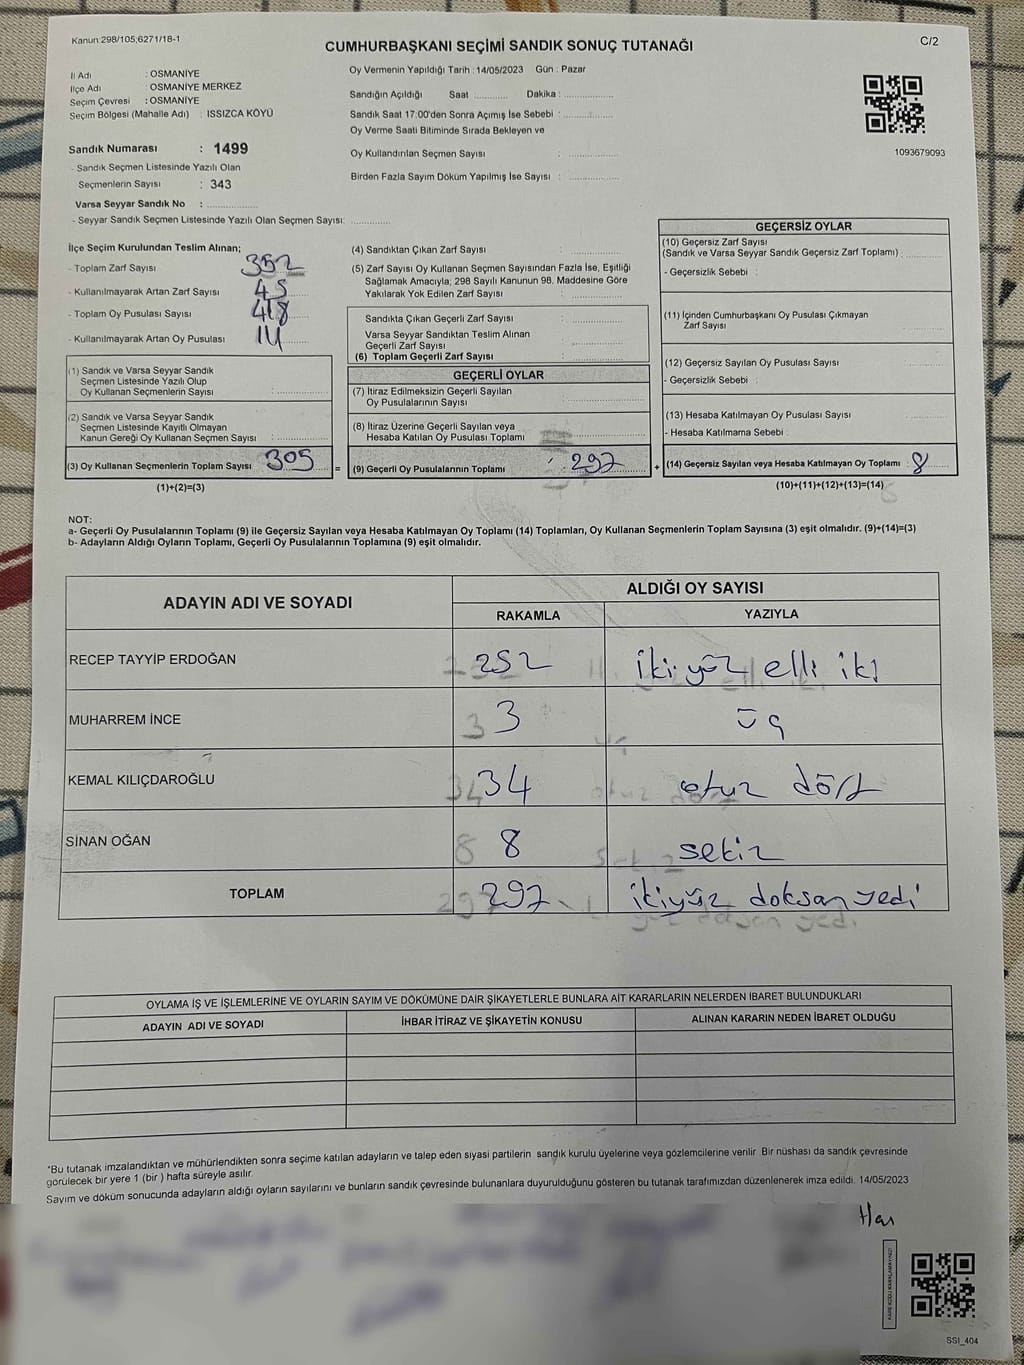 Kanun:298/105;6271/18-1
CUMHURBAŞKANI SEÇİMİ SANDIK SONUÇ TUTANAĞI
C/2
İl Adı : OSMANİYE
İlçe Adı : OSMANİYE MERKEZ
Seçim Çevresi : OSMANİYE
Seçim Bölgesi (Mahalle Adı) : ISSIZCA KÖYÜ
Oy Vermenin Yapıldığı Tarih : 14/05/2023 Gün : Pazar
Sandığın Açıldığı Saat ............ Dakika : ....................
Sandık Saat 17:00'den Sonra Açımış İse Sebebi : ....................
Oy Verme Saati Bitiminde Sırada Bekleyen ve
Oy Kullandırılan Seçmen Sayısı : ....................
Birden Fazla Sayım Döküm Yapılmış İse Sayısı : ....................
1093679093
Sandık Numarası : 1499
- Sandık Seçmen Listesinde Yazılı Olan
Seçmenlerin Sayısı : 343
Varsa Seyyar Sandık No : ....................
- Seyyar Sandık Seçmen Listesinde Yazılı Olan Seçmen Sayısı: ............
İlçe Seçim Kurulundan Teslim Alınan;
- Toplam Zarf Sayısı 352
- Kullanılmayarak Artan Zarf Sayısı 45
- Toplam Oy Pusulası Sayısı 418
- Kullanılmayarak Artan Oy Pusulası
(1) Sandık ve Varsa Seyyar Sandık
Seçmen Listesinde Yazılı Olup
Oy Kullanan Seçmenlerin Sayısı : ............
(2) Sandık ve Varsa Seyyar Sandık
Seçmen Listesinde Kayıtlı Olmayan
Kanun Gereği Oy Kullanan Seçmen Sayısı : ............
(3) Oy Kullanan Seçmenlerin Toplam Sayısı 305
(1)+(2)=(3)
=
(4) Sandıktan Çıkan Zarf Sayısı : ............
(5) Zarf Sayısı Oy Kullanan Seçmen Sayısından Fazla İse, Eşitliği
Sağlamak Amacıyla, 298 Sayılı Kanunun 98. Maddesine Göre
Yakılarak Yok Edilen Zarf Sayısı : ............
Sandıkta Çıkan Geçerli Zarf Sayısı : ............
Varsa Seyyar Sandıktan Teslim Alınan
Geçerli Zarf Sayısı : ............
(6) Toplam Geçerli Zarf Sayısı : ............
GEÇERLİ OYLAR
(7) İtiraz Edilmeksizin Geçerli Sayılan
Oy Pusulalarının Sayısı : ............
(8) İtiraz Üzerine Geçerli Sayılan veya
Hesaba Katılan Oy Pusulası Toplamı
(9) Geçerli Oy Pusulalarının Toplamı : 297
+
GEÇERSİZ OYLAR
(10) Geçersiz Zarf Sayısı
(Sandık ve Varsa Seyyar Sandık Geçersiz Zarf Toplamı) : ............
- Geçersizlik Sebebi :
(11) İçinden Cumhurbaşkanı Oy Pusulası Çıkmayan
Zarf Sayısı
(12) Geçersiz Sayılan Oy Pusulası Sayısı
- Geçersizlik Sebebi :
(13) Hesaba Katılmayan Oy Pusulası Sayısı
- Hesaba Katılmama Sebebi :
(14) Geçersiz Sayılan veya Hesaba Katılmayan Oy Toplamı : 8
(10)+(11)+(12)+(13)=(14)
NOT:
a- Geçerli Oy Pusulalarının Toplamı (9) ile Geçersiz Sayılan veya Hesaba Katılmayan Oy Toplamı (14) Toplamları, Oy Kullanan Seçmenlerin Toplam Sayısına (3) eşit olmalıdır. (9)+(14)=(3)
b- Adayların Aldığı Oyların Toplamı, Geçerli Oy Pusulalarının Toplamına (9) eşit olmalıdır.
ADAYIN ADI VE SOYADI
ALDIĞI OY SAYISI
RAKAMLA YAZIYLA
RECEP TAYYİP ERDOĞAN 252 iki yüz elli iki
MUHARREM İNCE 3 üç
KEMAL KILIÇDAROĞLU 34 otuz dört
SİNAN OĞAN 8 sekiz
TOPLAM 297 ikiyüz doksan yedi
OYLAMA İŞ VE İŞLEMLERİNE VE OYLARIN SAYIM VE DÖKÜMÜNE DAİR ŞİKAYETLERLE BUNLARA AİT KARARLARIN NELERDEN İBARET BULUNDUKLARI
ADAYIN ADI VE SOYADI İHBAR İTİRAZ VE ŞİKAYETİN KONUSU ALINAN KARARIN NEDEN İBARET OLDUĞU
*Bu tutanak imzalandıktan ve mühürlendikten sonra seçime katılan adayların ve talep eden siyasi partilerin sandık kurulu üyelerine veya gözlemcilerine verilir. Bir nüshası da sandık çevresinde
görülecek bir yere 1 (bir ) hafta süreyle asılır.
Sayım ve döküm sonucunda adayların aldığı oyların sayılarını ve bunların sandık çevresinde bulunanlara duyurulduğunu gösteren bu tutanak tarafımızdan düzenlenerek imza edildi. 14/05/2023
SSI_404